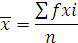 x̅ = ∑ fxi / n